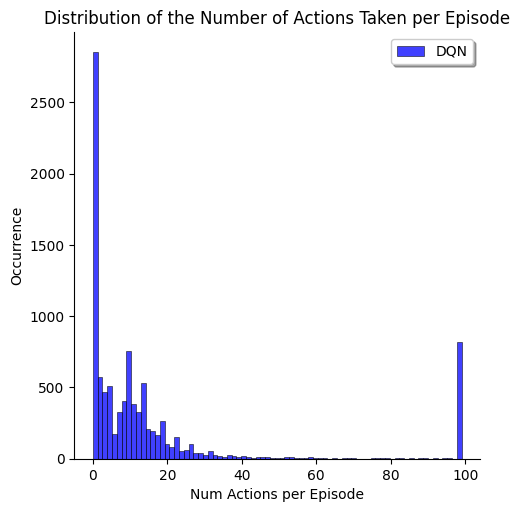 Distribution of the Number of Actions Taken per Episode
DQN
2500
2000
1500
1000
500
0
Occurrence
0 20 40 60 80 100
Num Actions per Episode